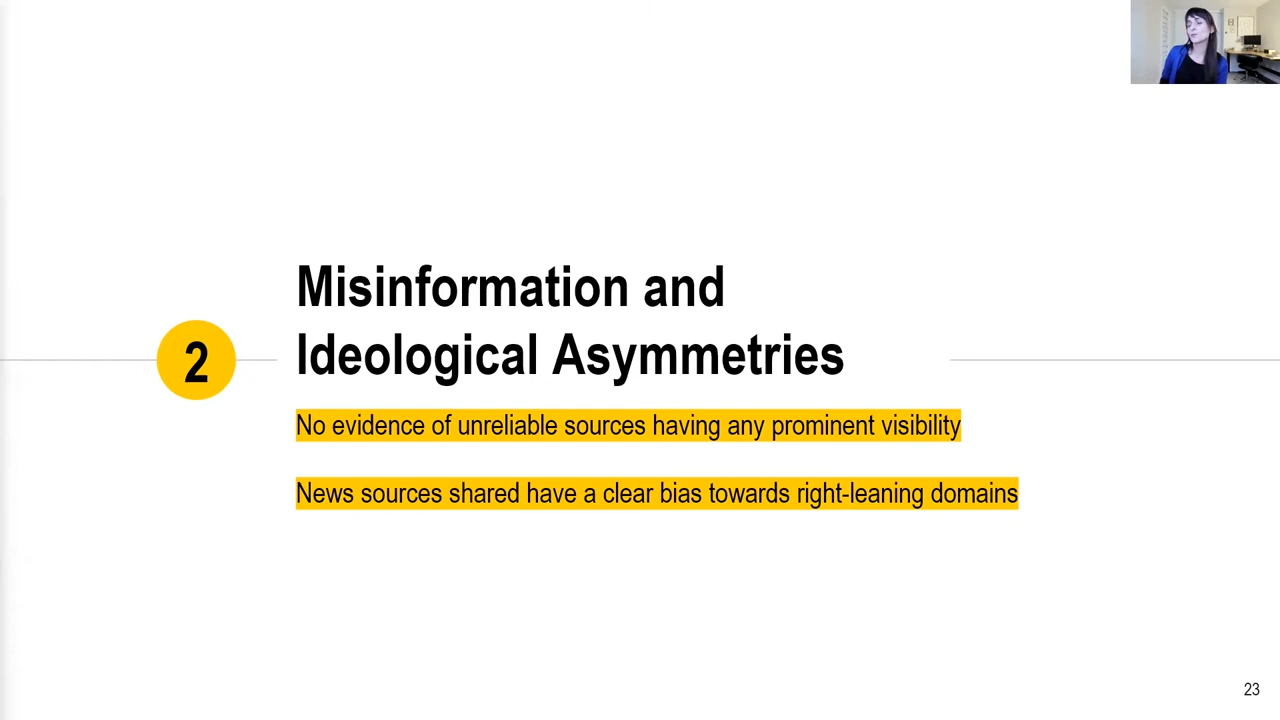 Misinformation and
2
Ideological Asymmetries
No evidence of unreliable sources having any prominent visibility
News sources shared have a clear bias towards right-leaning domains
23